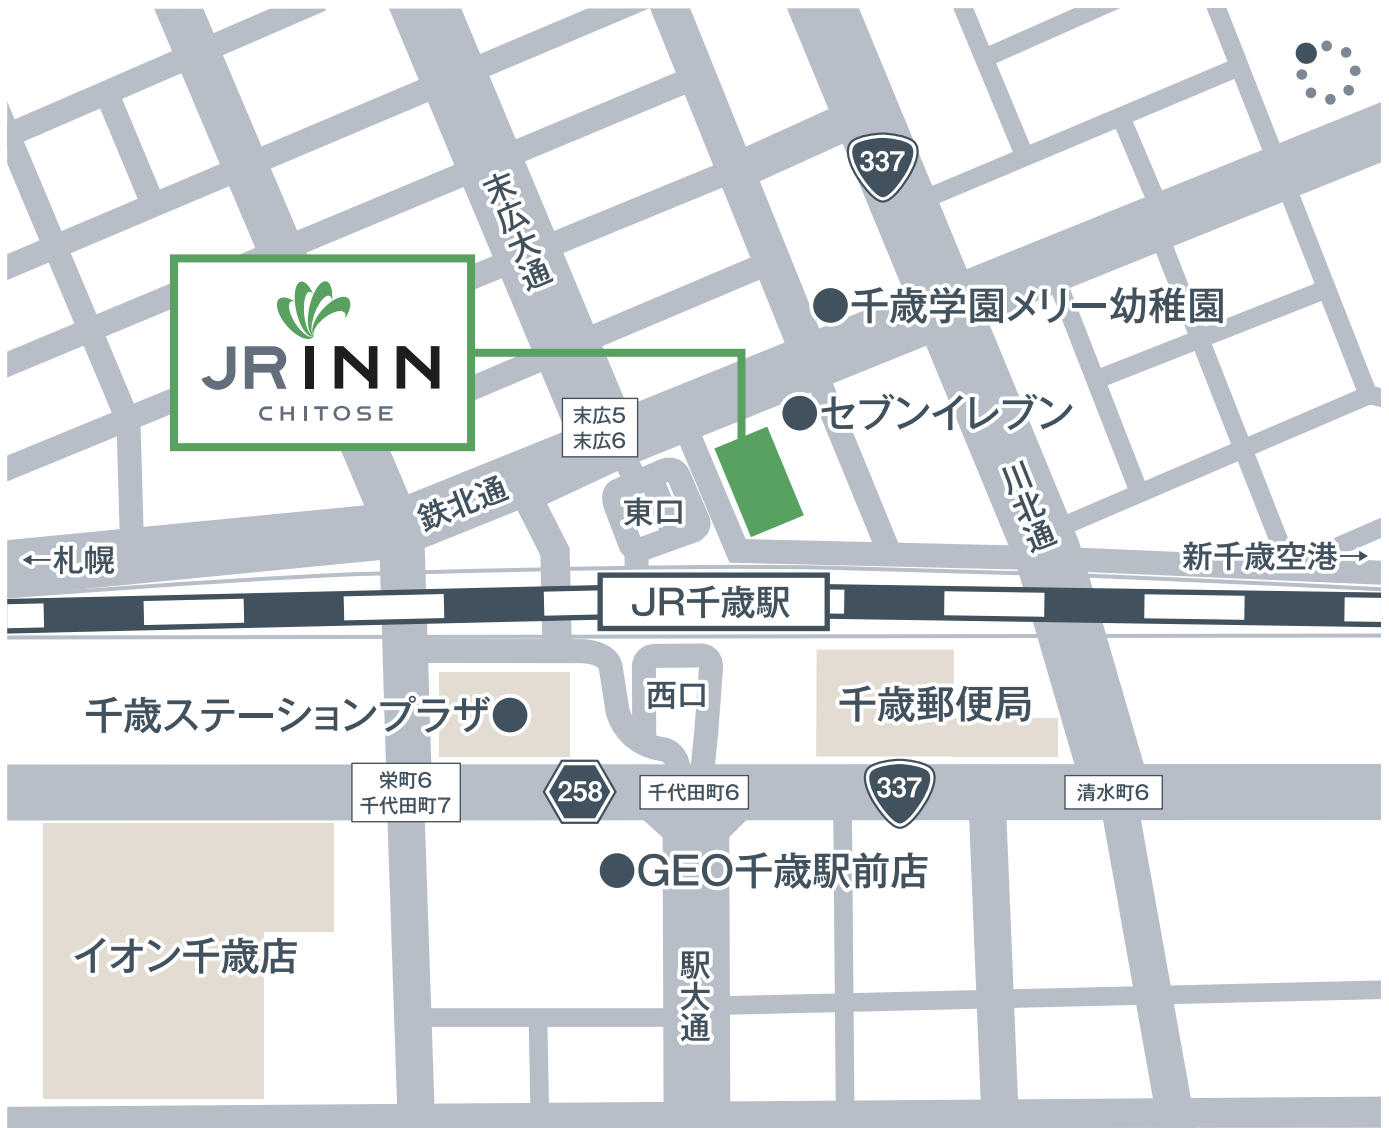 337
末広大通
千歳学園メリー幼稚園
JR INN
CHITOSE
セブンイレブン
末広5
末広6
川北通
鉄北通
東口
←札幌
新千歳空港→
JR千歳駅
西口
千歳郵便局
千歳ステーションプラザ
栄町6
千代田町7
258
千代田町6
337
清水町6
GEO千歳駅前店
イオン千歳店
駅大通